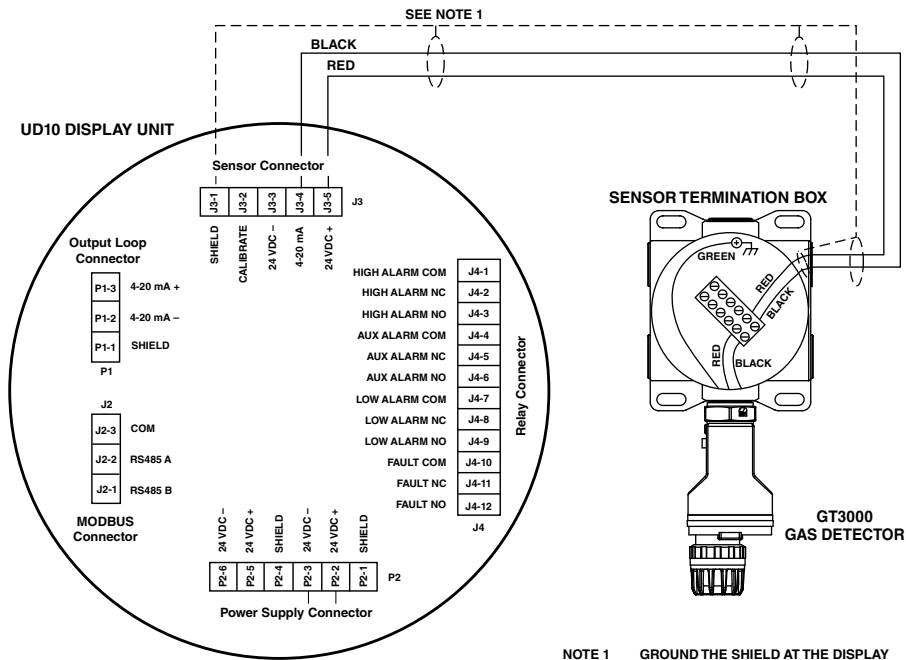 SEE NOTE 1
BLACK
RED
UD10 DISPLAY UNIT
Sensor Connector
J3-1
J3-2
J3-3
J3-4
J3-5
J3
SHIELD
CALIBRATE
24 VDC –
4-20 mA
24 VDC +
Output Loop
Connector
P1-3 4-20 mA +
P1-2 4-20 mA –
P1-1 SHIELD
P1
J2
J2-3 COM
J2-2 RS485 A
J2-1 RS485 B
MODBUS
Connector
HIGH ALARM COM J4-1
HIGH ALARM NC J4-2
HIGH ALARM NO J4-3
AUX ALARM COM J4-4
AUX ALARM NC J4-5
AUX ALARM NO J4-6
LOW ALARM COM J4-7
LOW ALARM NC J4-8
LOW ALARM NO J4-9
FAULT COM J4-10
FAULT NC J4-11
FAULT NO J4-12
J4
Relay Connector
24 VDC –
24 VDC +
SHIELD
24 VDC –
24 VDC +
SHIELD
P2-6
P2-5
P2-4
P2-3
P2-2
P2-1
P2
Power Supply Connector
SENSOR TERMINATION BOX
GREEN
RED
BLACK
RED
BLACK
GT3000
GAS DETECTOR
NOTE 1 GROUND THE SHIELD AT THE DISPLAY